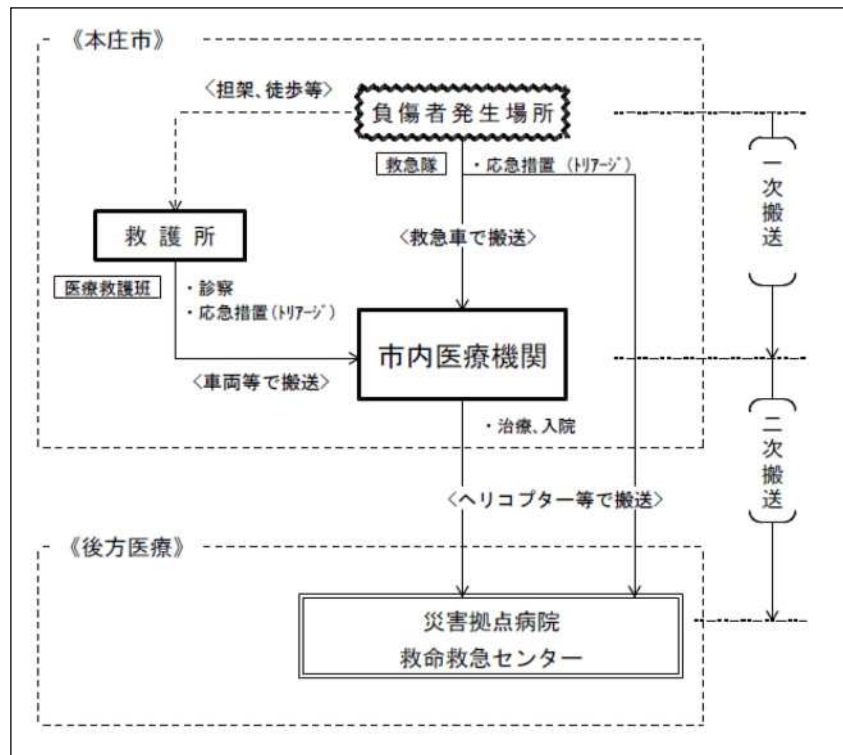 《本庄市》
<担架、徒歩等>
負傷者発生場所
救急隊
・応急措置（ﾄﾘｱｰｼﾞ）
一次搬送
救護所
<救急車で搬送>
医療救護班
・診察
・応急措置（ﾄﾘｱｰｼﾞ）
市内医療機関
<車両等で搬送>
・治療、入院
二次搬送
<ヘリコプター等で搬送>
《後方医療》
災害拠点病院
救命救急センター